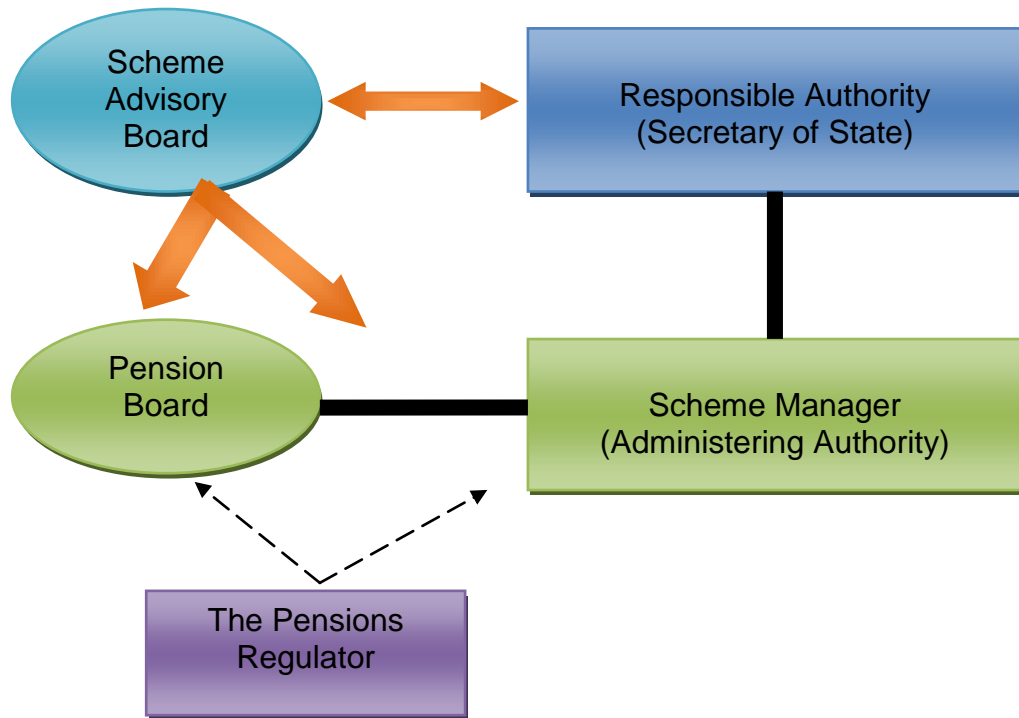 Scheme
Advisory
Board
Responsible Authority
(Secretary of State)
Pension
Board
Scheme Manager
(Administering Authority)
The Pensions
Regulator